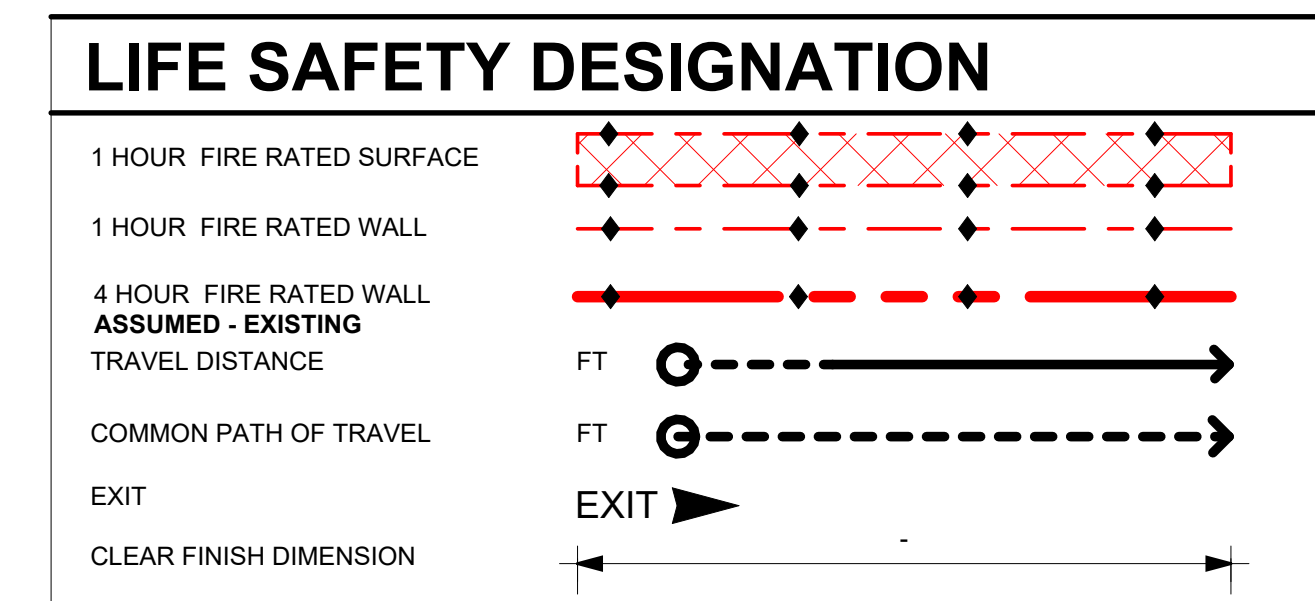 LIFE SAFETY DESIGNATION
1 HOUR FIRE RATED SURFACE
1 HOUR FIRE RATED WALL
4 HOUR FIRE RATED WALL
ASSUMED - EXISTING
TRAVEL DISTANCE FT
COMMON PATH OF TRAVEL FT
EXIT EXIT
CLEAR FINISH DIMENSION -